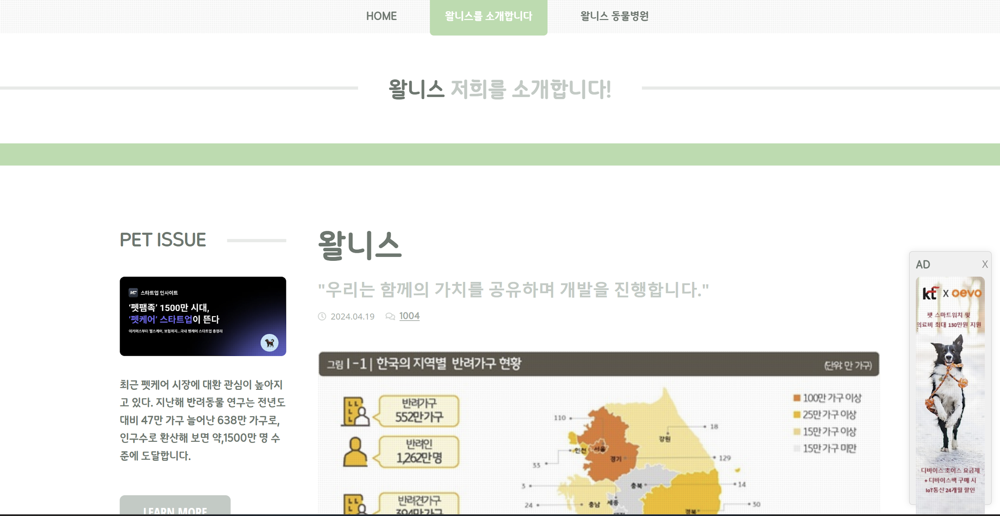 HOME
왈니스를 소개합니다
왈니스 동물병원
왈니스 저희를 소개합니다!
PET ISSUE
VC 스타트업 인사이트
‘펫팸족’ 1500만 시대,
‘펫케어’ 스타트업이 뜬다
이커머스부터 헬스케어, 보험까지...국내 펫케어 스타트업 총정리
최근 펫케어 시장에 대환 관심이 높아지
고 있다. 지난해 반려동물 연구는 전년도
대비 47만 가구 늘어난 638만 가구로,
인구수로 환산해 보면 약,1500만 명 수
준에 도달합니다.
LEARN MORE
왈니스
"우리는 함께의 가치를 공유하며 개발을 진행합니다."
2024.04.19 1004
그림 I-1 | 한국의 지역별 반려가구 현황
(단위: 만 가구)
반려가구
552만가구
반려인
1,262만명
반려견가구
394만가구
100만 가구 이상
25만 가구 이상
15만 가구 이상
15만 가구 미만
110
18
강원
인천
서울
경기
129
33
3
충북
14
24
충남
세종
30
경북
AD X
kt X oevo
펫 스마트워치 및
의료비 최대 130만원 지원
디바이스 초이스 요금제
+ 디바이스팩 구매 시
IoT통신 24개월 할인